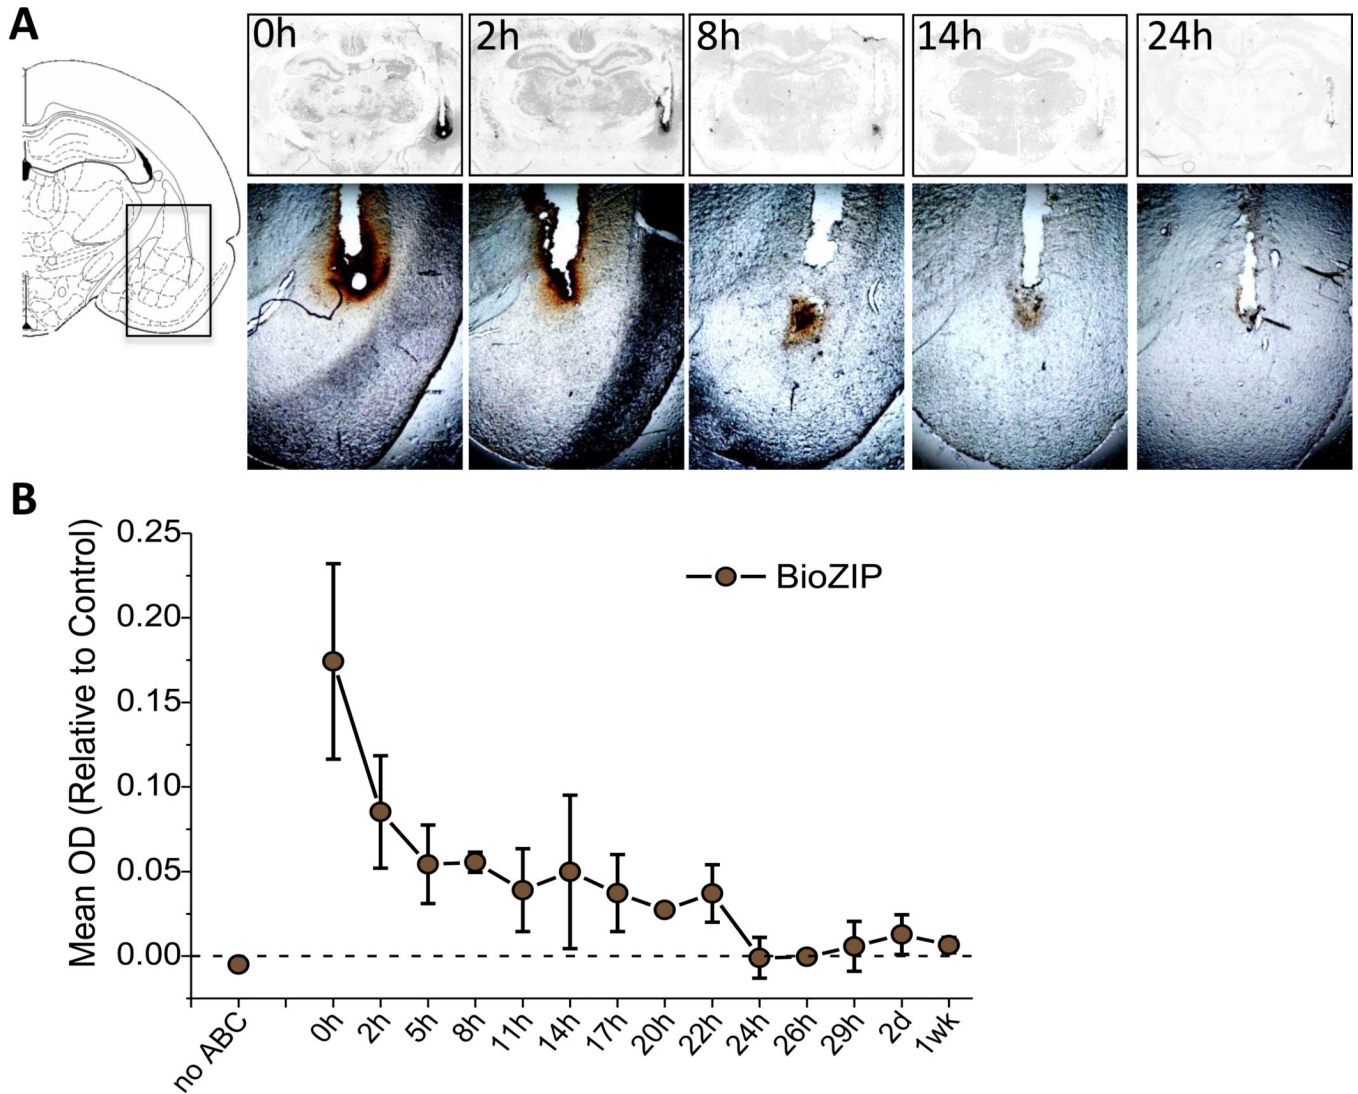 A
0h
2h
8h
14h
24h
B
Mean OD (Relative to Control)
0.25
0.20
0.15
0.10
0.05
0.00
BioZIP
no ABC
0h
2h
5h
8h
11h
14h
17h
20h
22h
24h
26h
29h
2d
1wk